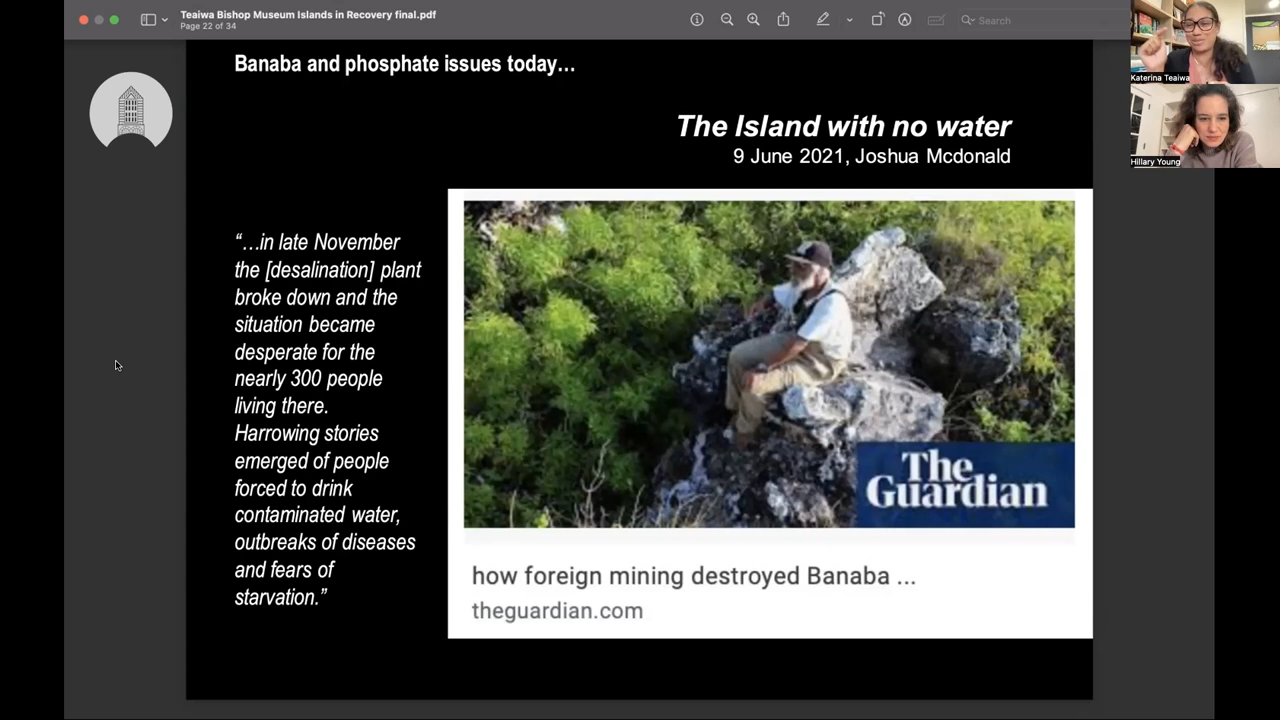 Teaiwa Bishop Museum Islands in Recovery final.pdf
Page 22 of 34
Search
Katerina Teaiwa
Hillary Young
Banaba and phosphate issues today…
The Island with no water
9 June 2021, Joshua Mcdonald
“…in late November
the [desalination] plant
broke down and the
situation became
desperate for the
nearly 300 people
living there.
Harrowing stories
emerged of people
forced to drink
contaminated water,
outbreaks of diseases
and fears of
starvation.”
The
Guardian
how foreign mining destroyed Banaba ...
theguardian.com